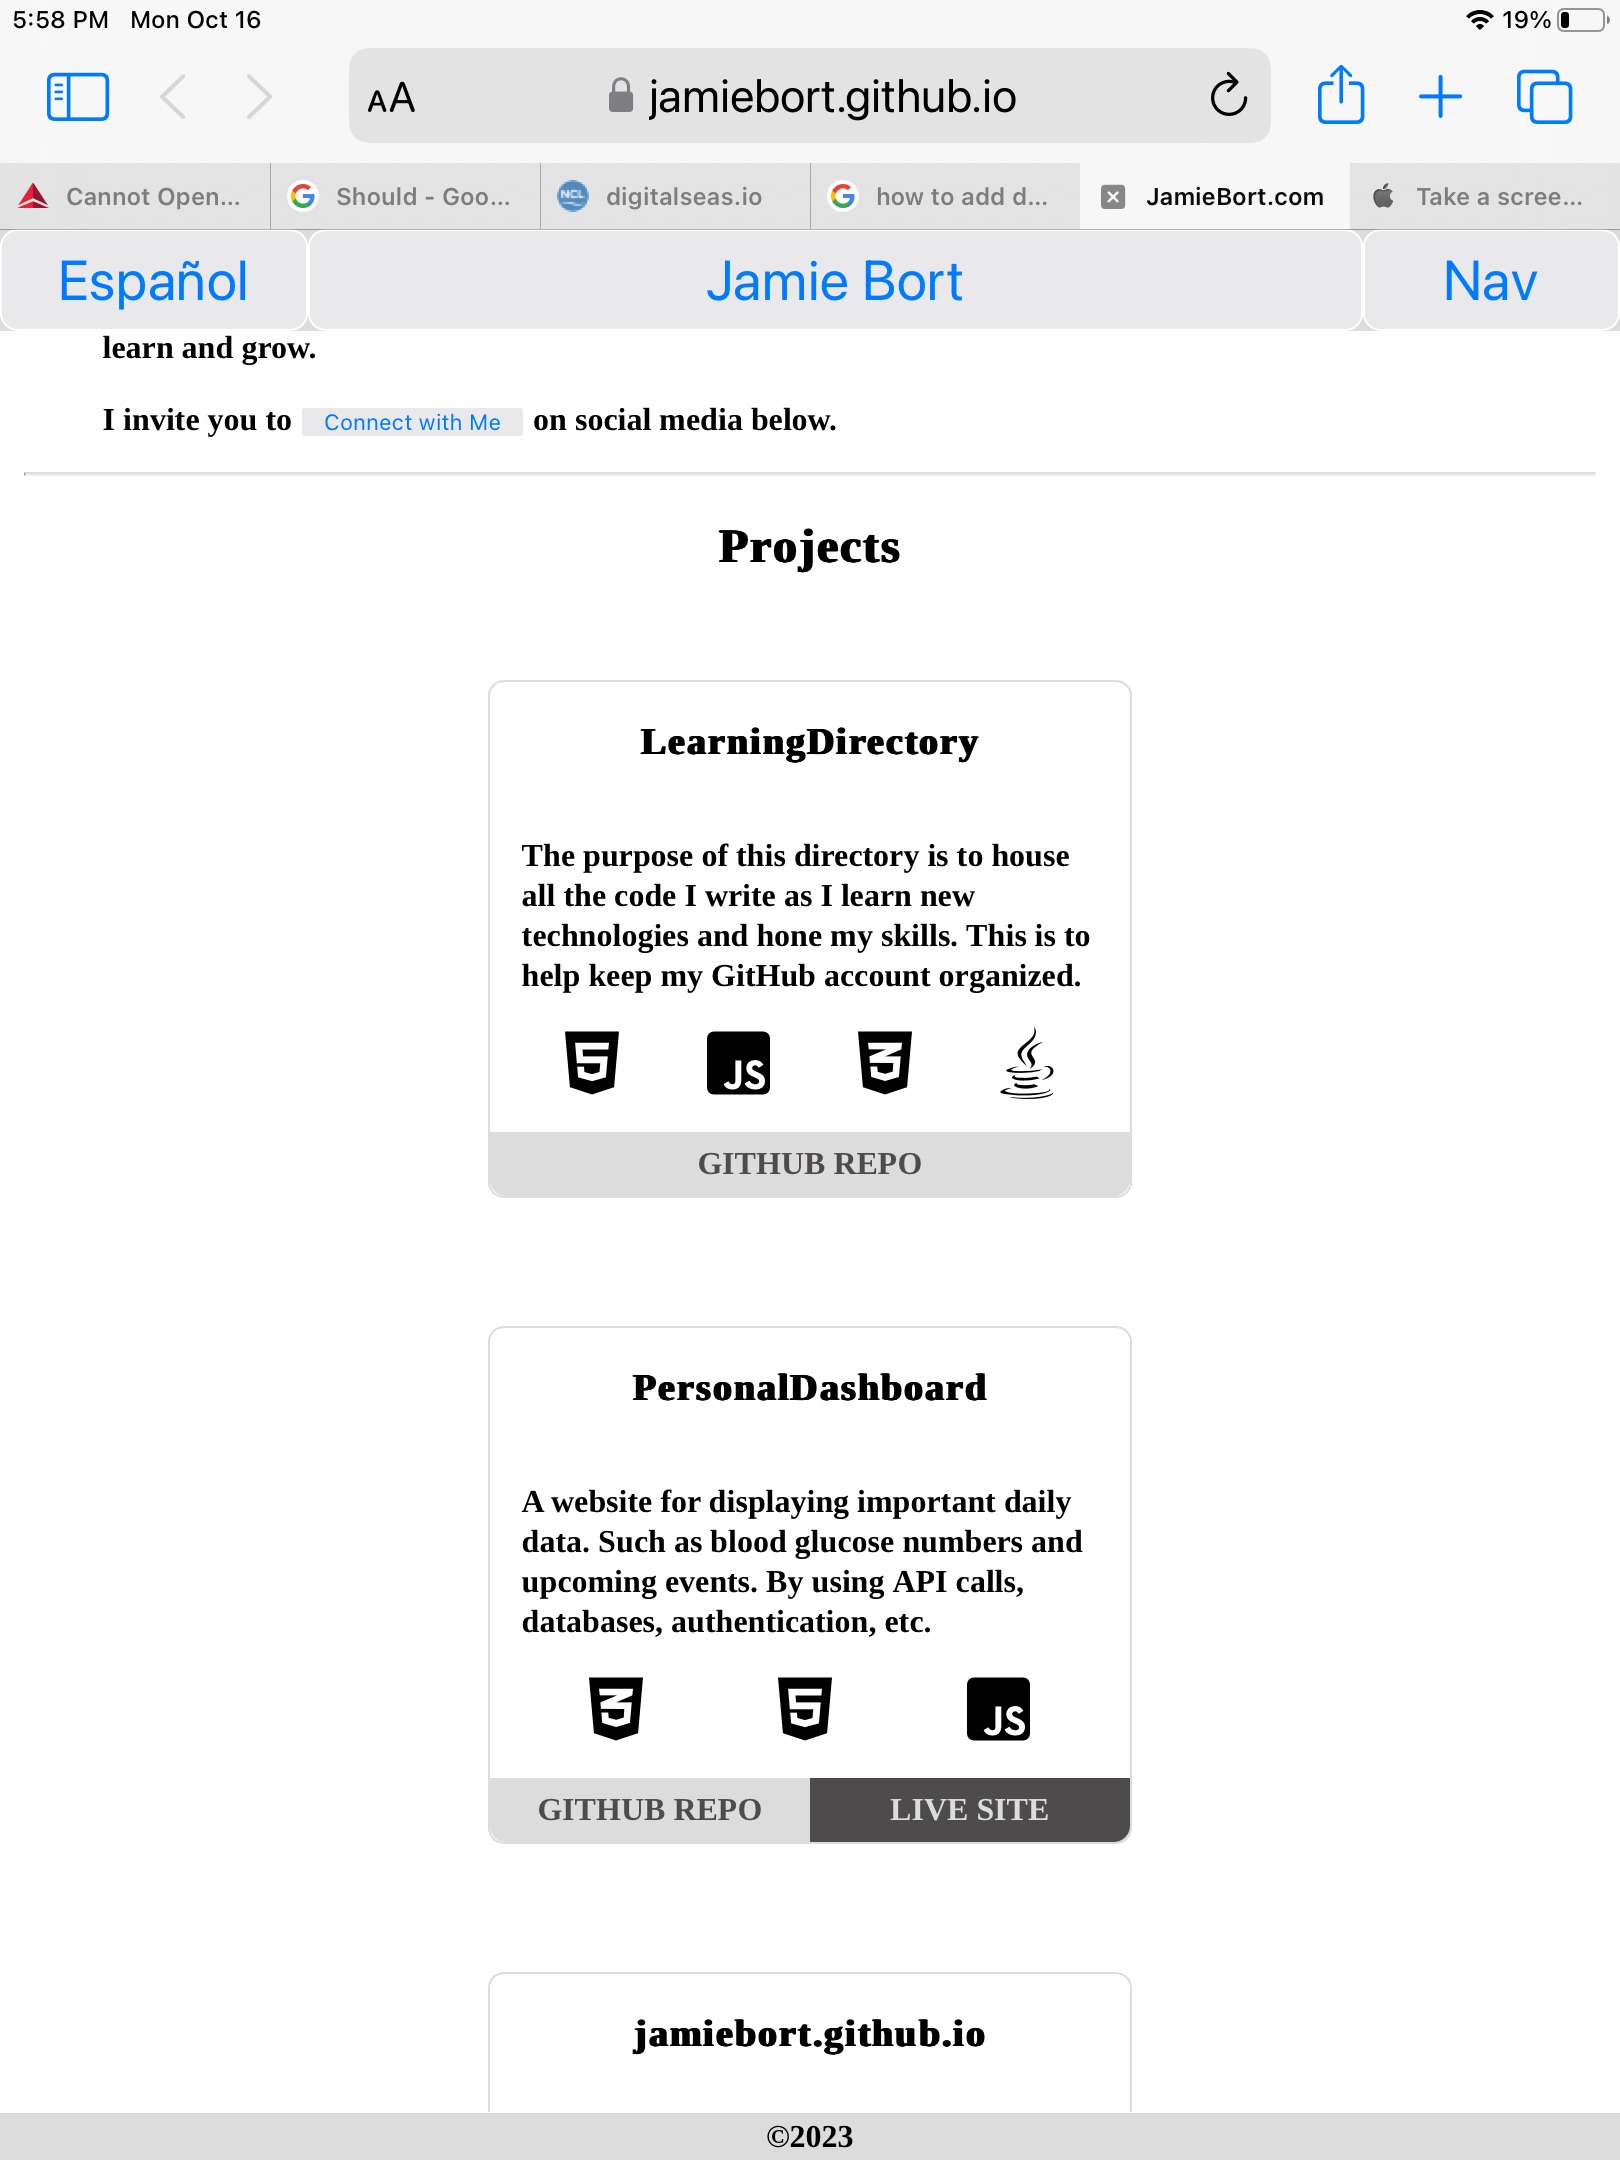 5:58 PM Mon Oct 16 19%
AA jamiebort.github.io
Cannot Open... Should - Goo... NCL digitalseas.io how to add d... JamieBort.com Take a scree...
Español Jamie Bort Nav
learn and grow.
I invite you to Connect with Me on social media below.
Projects
LearningDirectory
The purpose of this directory is to house
all the code I write as I learn new
technologies and hone my skills. This is to
help keep my GitHub account organized.
5 JS 3
GITHUB REPO
PersonalDashboard
A website for displaying important daily
data. Such as blood glucose numbers and
upcoming events. By using API calls,
databases, authentication, etc.
3 5 JS
GITHUB REPO LIVE SITE
jamiebort.github.io
©2023